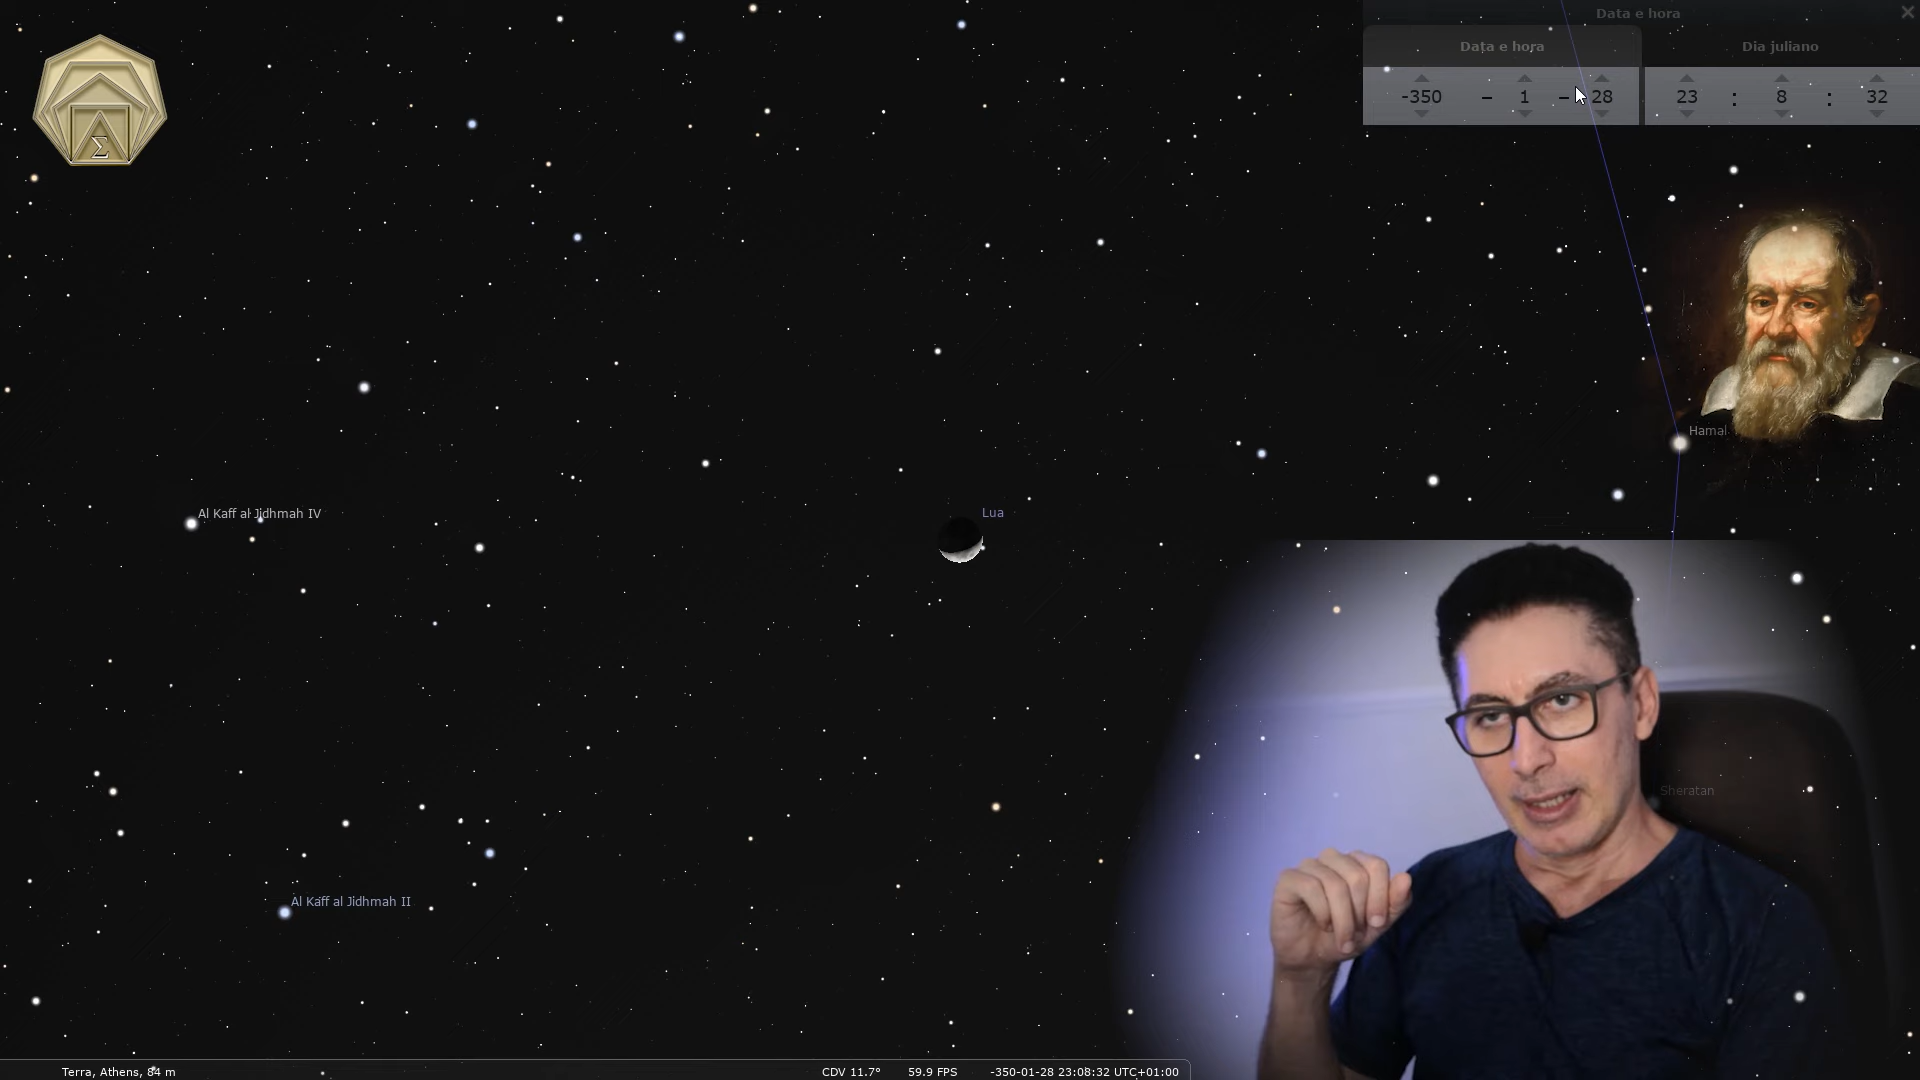 Data e hora
Data e hora
Dia juliano
-350 – 1 – 28
23 : 8 : 32
Σ
Hamal
Lua
Al Kaff al Jidhmah IV
Sheratan
Al Kaff al Jidhmah II
Terra, Athens, 84 m
CDV 11.7°
59.9 FPS
-350-01-28 23:08:32 UTC+01:00